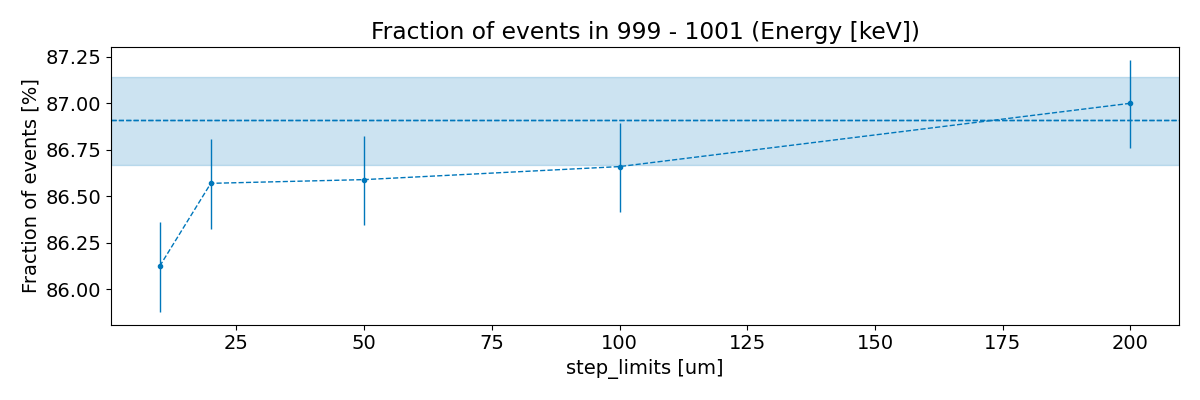 Fraction of events in 999 - 1001 (Energy [keV])
Fraction of events [%]
87.25
87.00
86.75
86.50
86.25
86.00
25 50 75 100 125 150 175 200
step_limits [um]